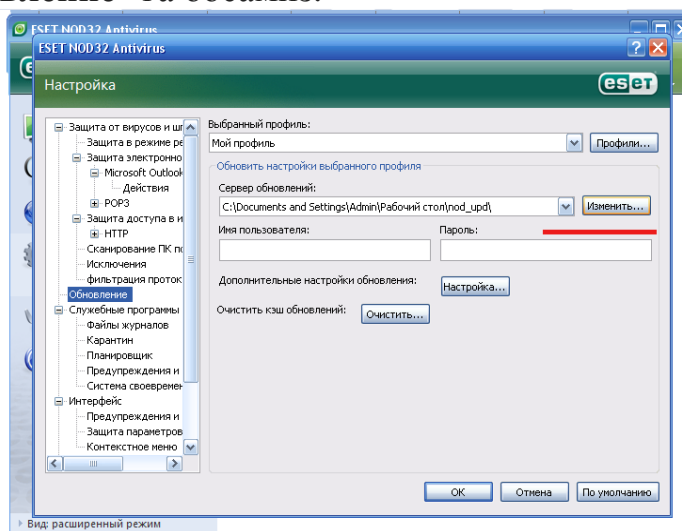 ESET NOD32 Antivirus
ESET NOD32 Antivirus
Настройка
eset
Защита от вирусов и шп
Защита в режиме ре
Защита электронно
Microsoft Outlook
Действия
POP3
Защита доступа в и
HTTP
Сканирование ПК по
Исключения
фильтрация проток
Обновление
Служебные программы
Файлы журналов
Карантин
Планировщик
Предупреждения и
Система своевремен
Интерфейс
Предупреждения и
Защита параметров
Контекстное меню
Выбранный профиль:
Мой профиль
Профили...
Обновить настройки выбранного профиля
Сервер обновлений:
C:\Documents and Settings\Admin\Рабочий стол\nod_upd\
Изменить...
Имя пользователя: Пароль:
Дополнительные настройки обновления: Настройка...
Очистить кэш обновлений: Очистить...
ОК Отмена По умолчанию
Вид: расширенный режим